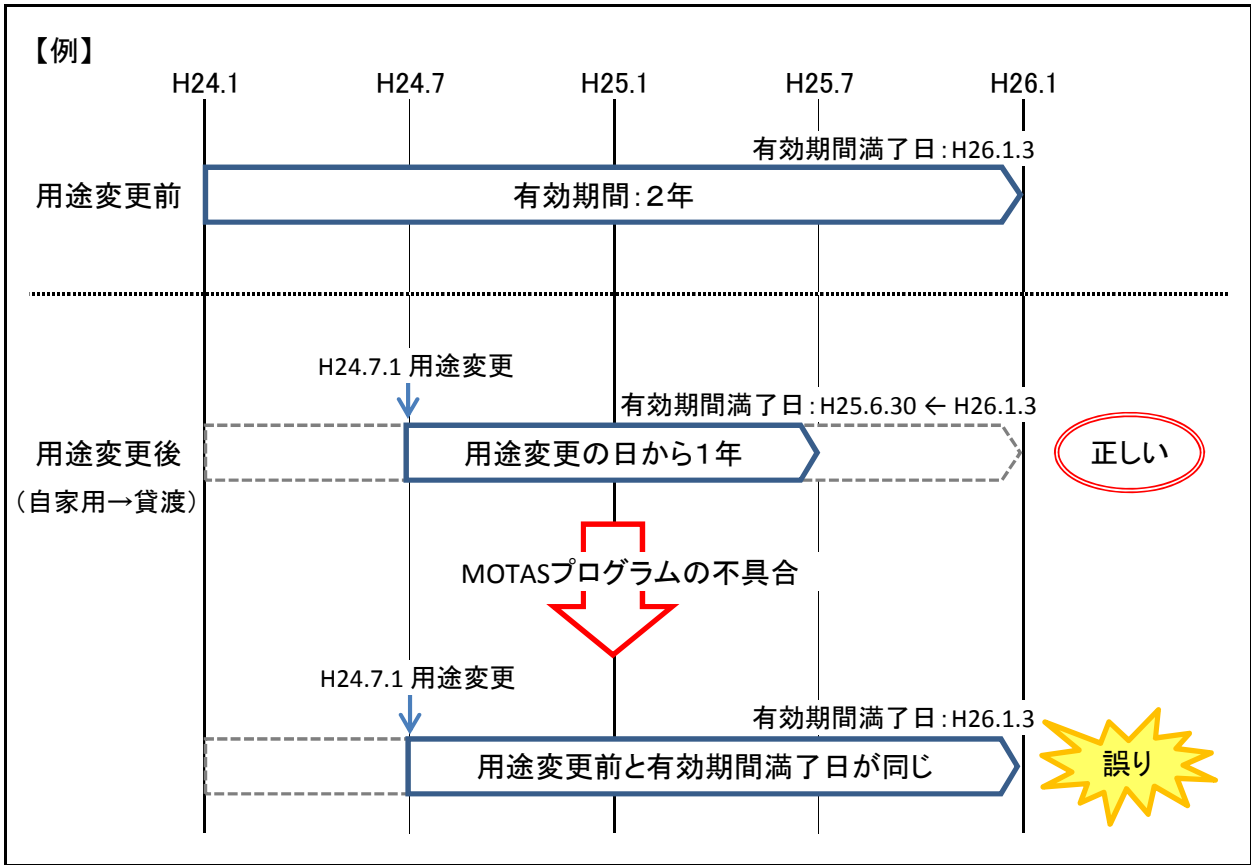 【例】
H24.1 H24.7 H25.1 H25.7 H26.1
有効期間満了日：H26.1.3
用途変更前
有効期間：２年
H24.7.1 用途変更
有効期間満了日：H25.6.30 ← H26.1.3
用途変更後
（自家用→貸渡）
用途変更の日から１年
正しい
MOTASプログラムの不具合
H24.7.1 用途変更
有効期間満了日：H26.1.3
用途変更前と有効期間満了日が同じ
誤り